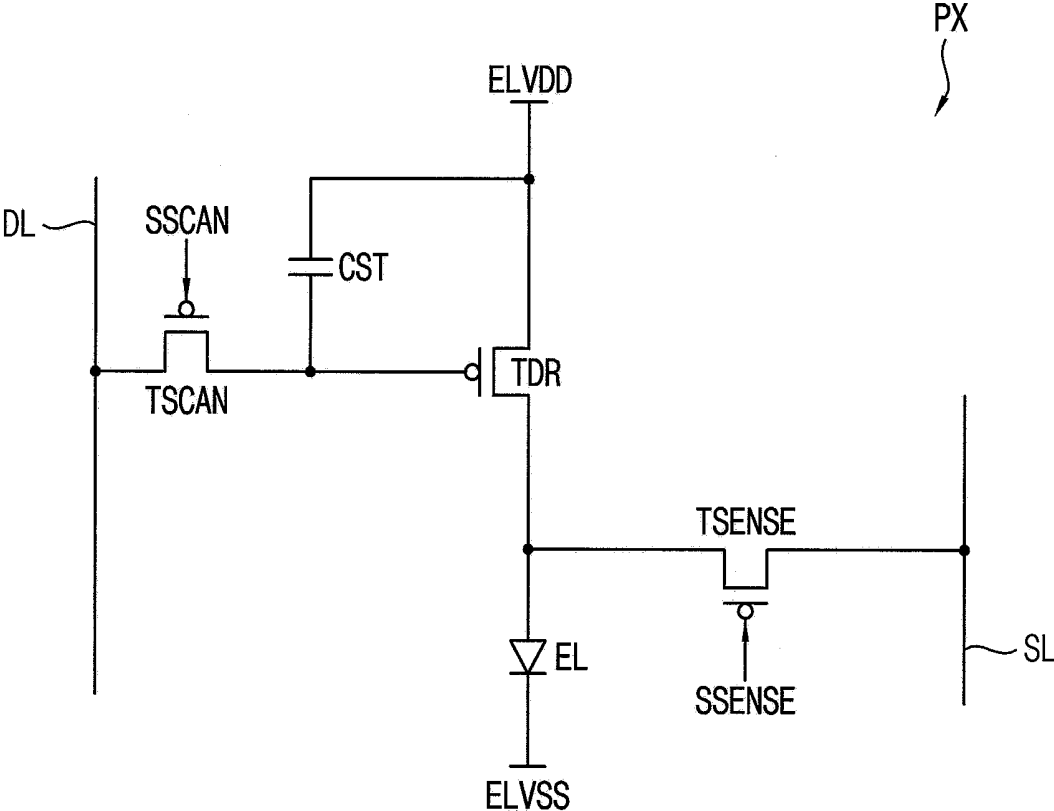 PX
ELVDD
DL
SSCAN
CST
TDR
TSCAN
TSENSE
EL
SL
SSENSE
ELVSS